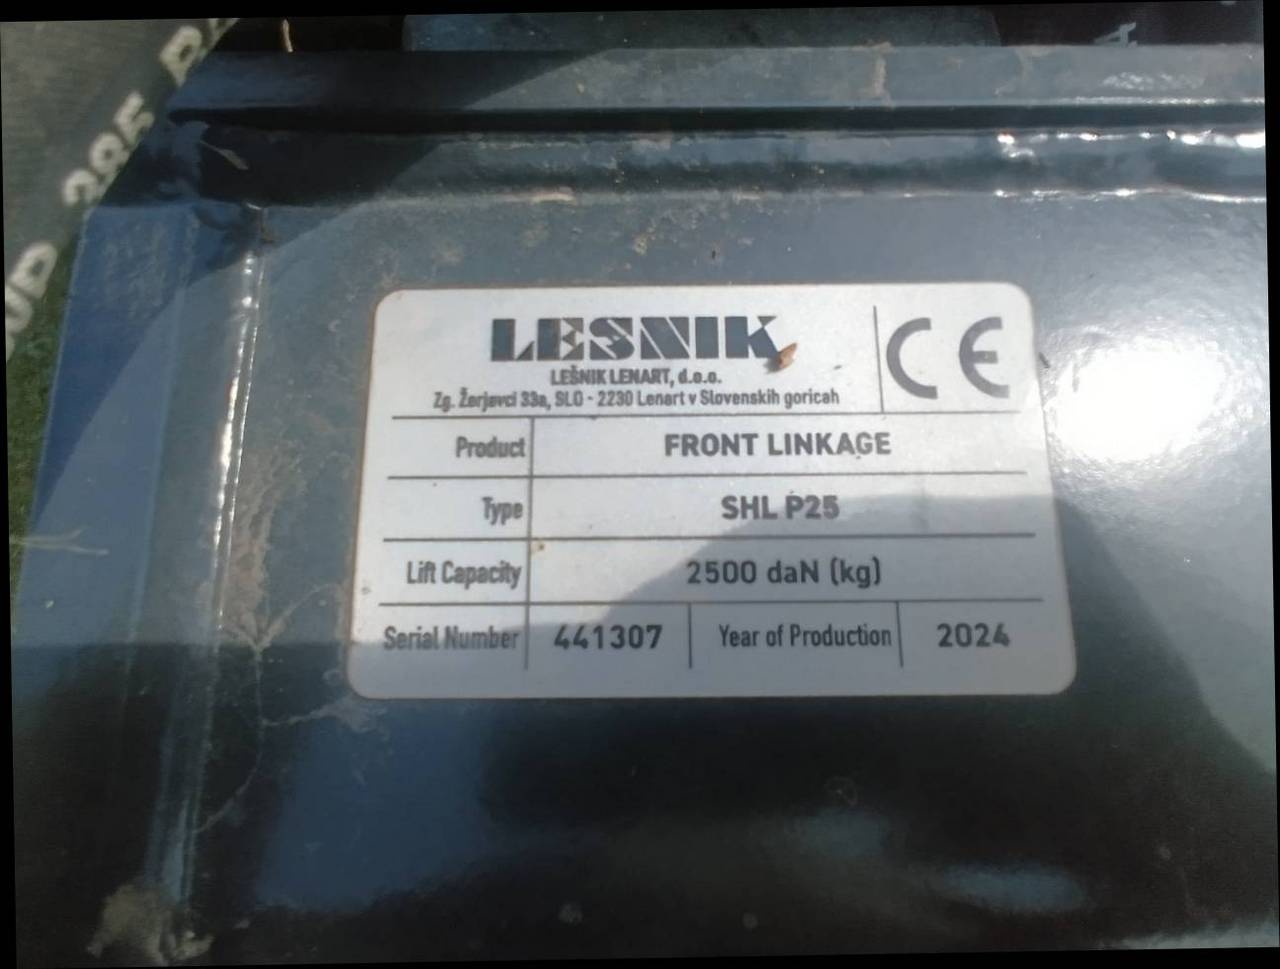 LESNIK
LEŠNIK LENART, d.o.o.
Zg. Žerjavci 33a, SLO - 2230 Lenart v Slovenskih goricah
CE
Product FRONT LINKAGE
Type SHL P25
Lift Capacity 2500 daN (kg)
Serial Number 441307 Year of Production 2024